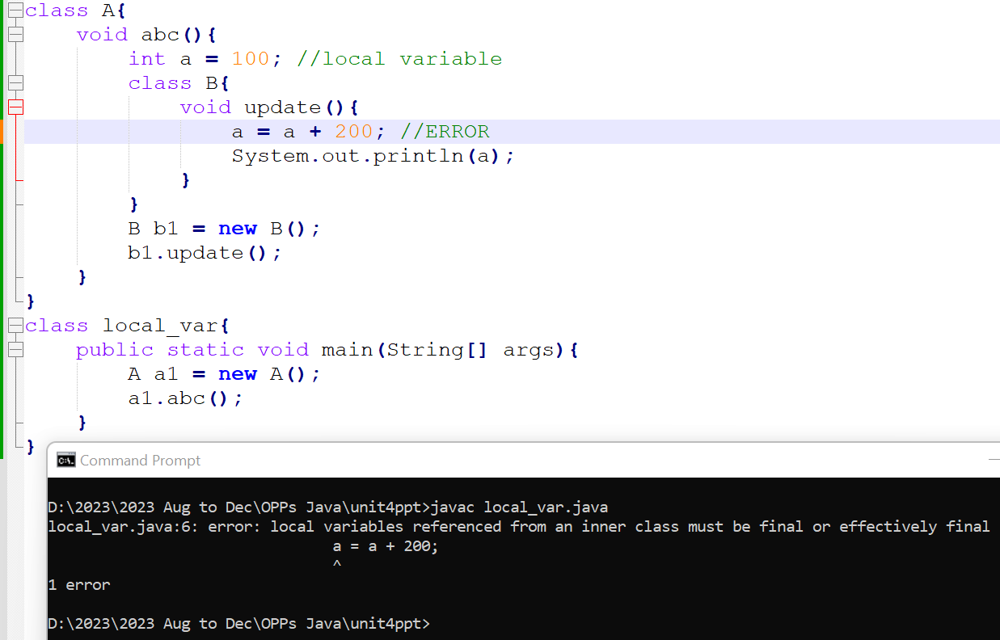 class A{
    void abc(){
        int a = 100; //local variable
        class B{
            void update(){
                a = a + 200; //ERROR
                System.out.println(a);
            }
        }
        B b1 = new B();
        b1.update();
    }
}
class local_var{
    public static void main(String[] args){
        A a1 = new A();
        a1.abc();
    }
}
Command Prompt
D:\2023\2023 Aug to Dec\OPPs Java\unit4ppt>javac local_var.java
local_var.java:6: error: local variables referenced from an inner class must be final or effectively final
                a = a + 200;
                ^
1 error
D:\2023\2023 Aug to Dec\OPPs Java\unit4ppt>